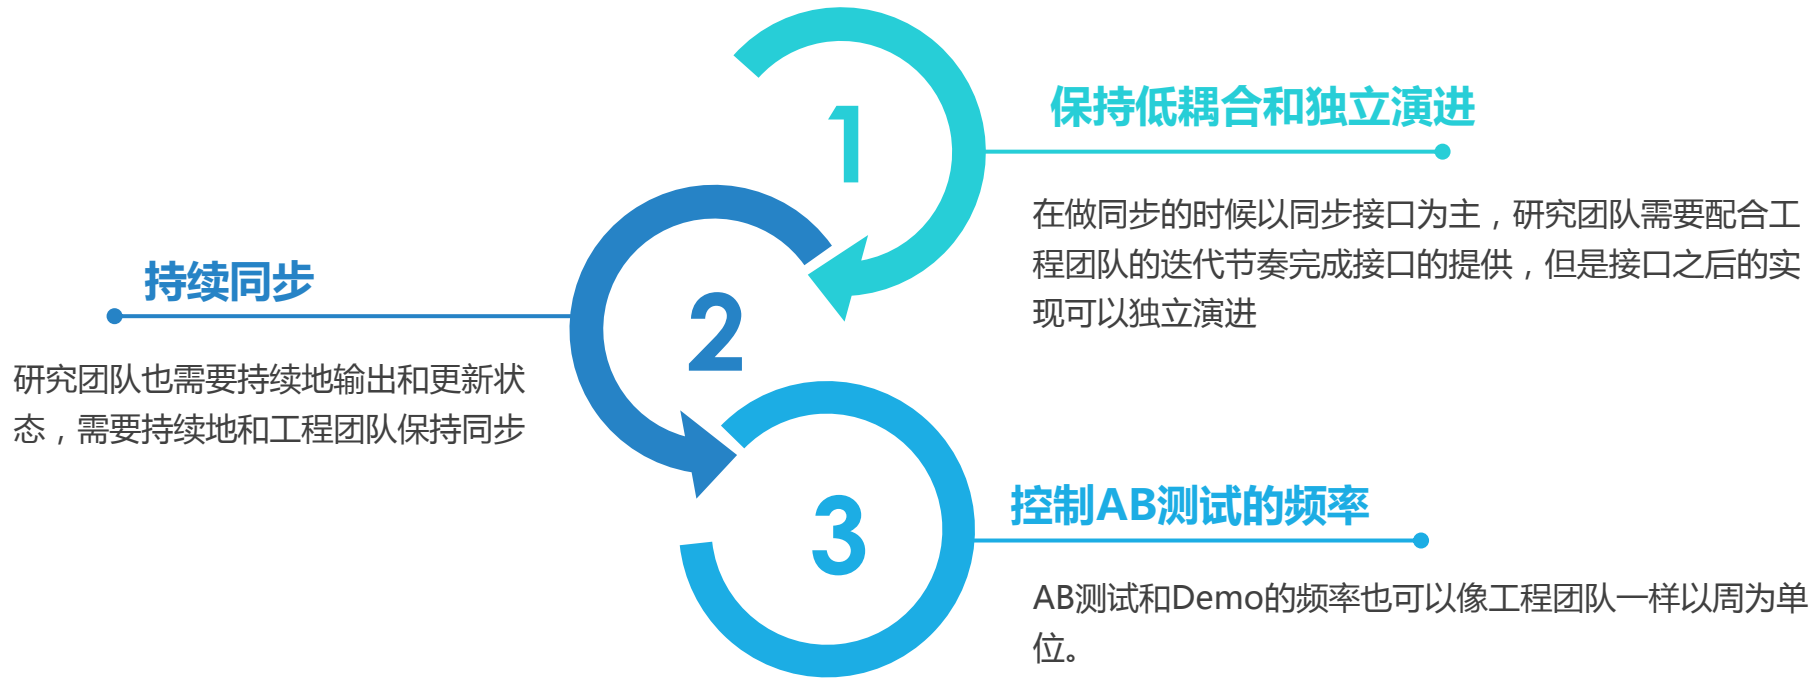 1
保持低耦合和独立演进
在做同步的时候以同步接口为主，研究团队需要配合工
程团队的迭代节奏完成接口的提供，但是接口之后的实
现可以独立演进
2
持续同步
研究团队也需要持续地输出和更新状
态，需要持续地和工程团队保持同步
3
控制AB测试的频率
AB测试和Demo的频率也可以像工程团队一样以周为单
位。